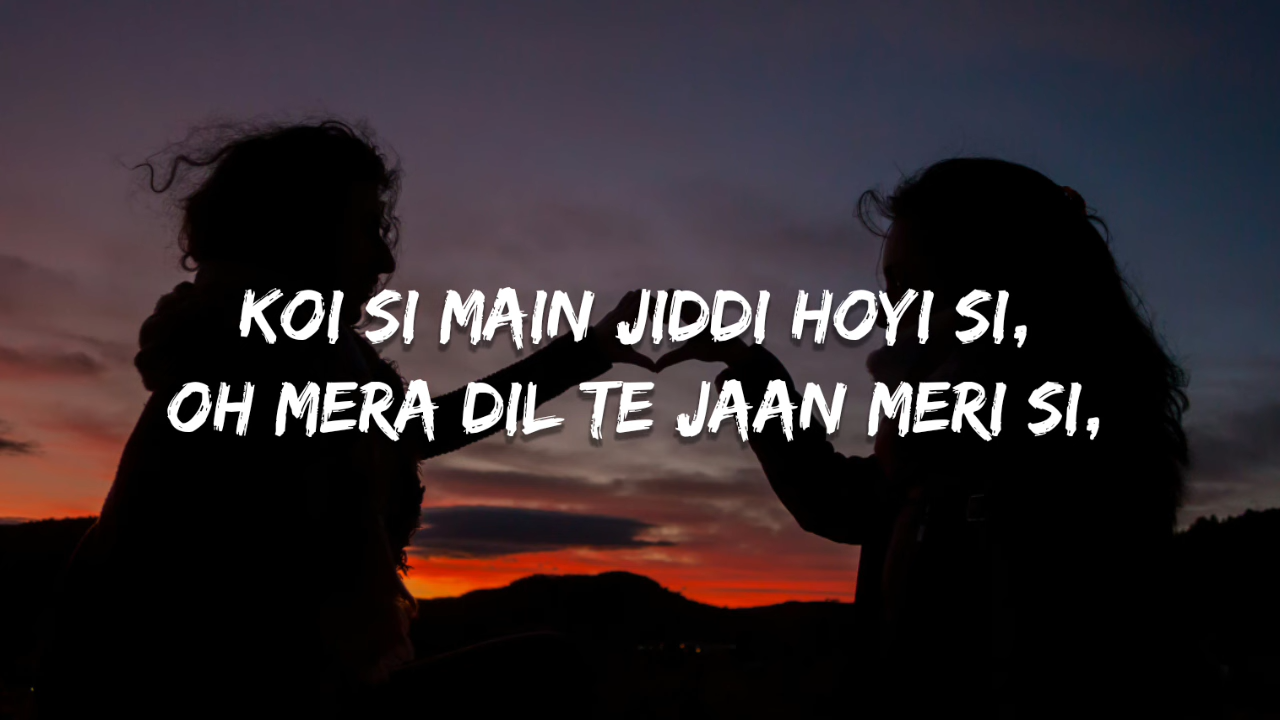 KOI SI MAIN JIDDI HOYI SI,
OH MERA DIL TE JAAN MERI SI,